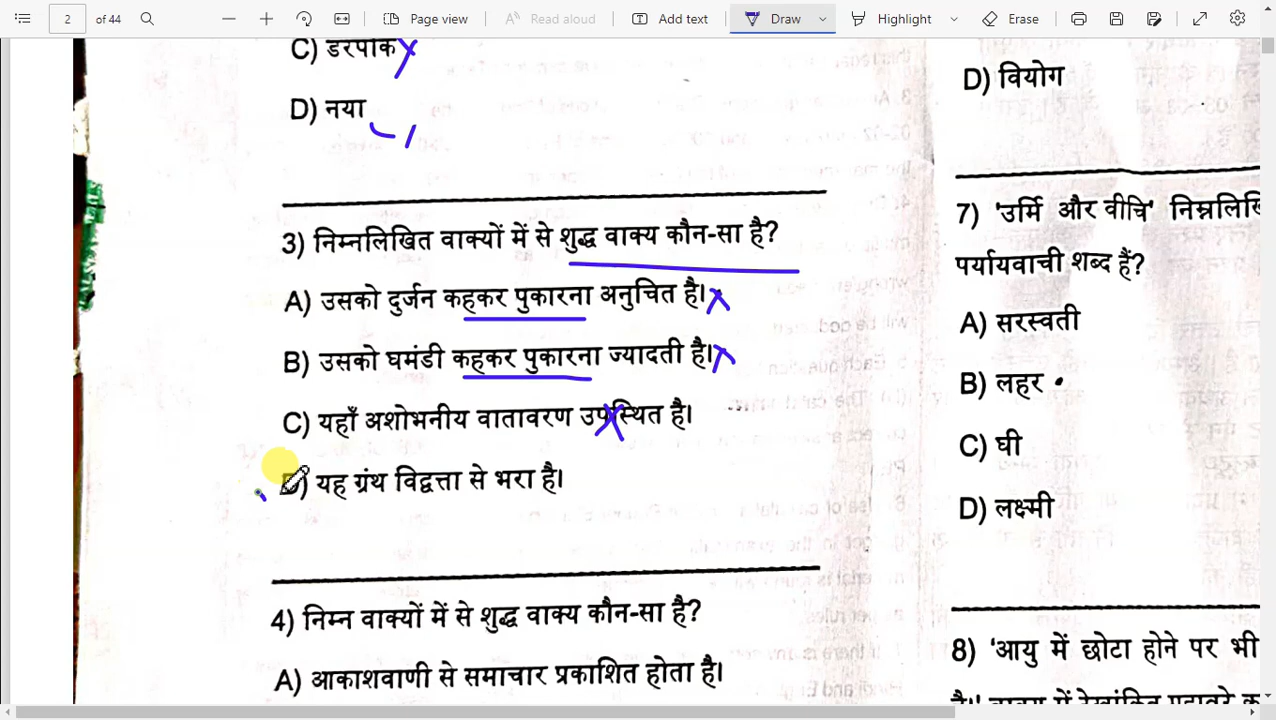 2 of 44 Page view Read aloud Add text Draw Highlight Erase
C) डरपोक
D) नया
3) निम्नलिखित वाक्यों में से शुद्ध वाक्य कौन-सा है?
A) उसको दुर्जन कहकर पुकारना अनुचित है।
B) उसको घमंडी कहकर पुकारना ज्यादती है।
C) यहाँ अशोभनीय वातावरण उपस्थित है।
D) यह ग्रंथ विद्वत्ता से भरा है।
4) निम्न वाक्यों में से शुद्ध वाक्य कौन-सा है?
A) आकाशवाणी से समाचार प्रकाशित होता है।
D) वियोग
7) 'उर्मि और वीचि'
पर्यायवाची शब्द हैं?
A) सरस्वती
B) लहर
C) घी
D) लक्ष्मी
8) 'आयु में छोटा होने पर भी